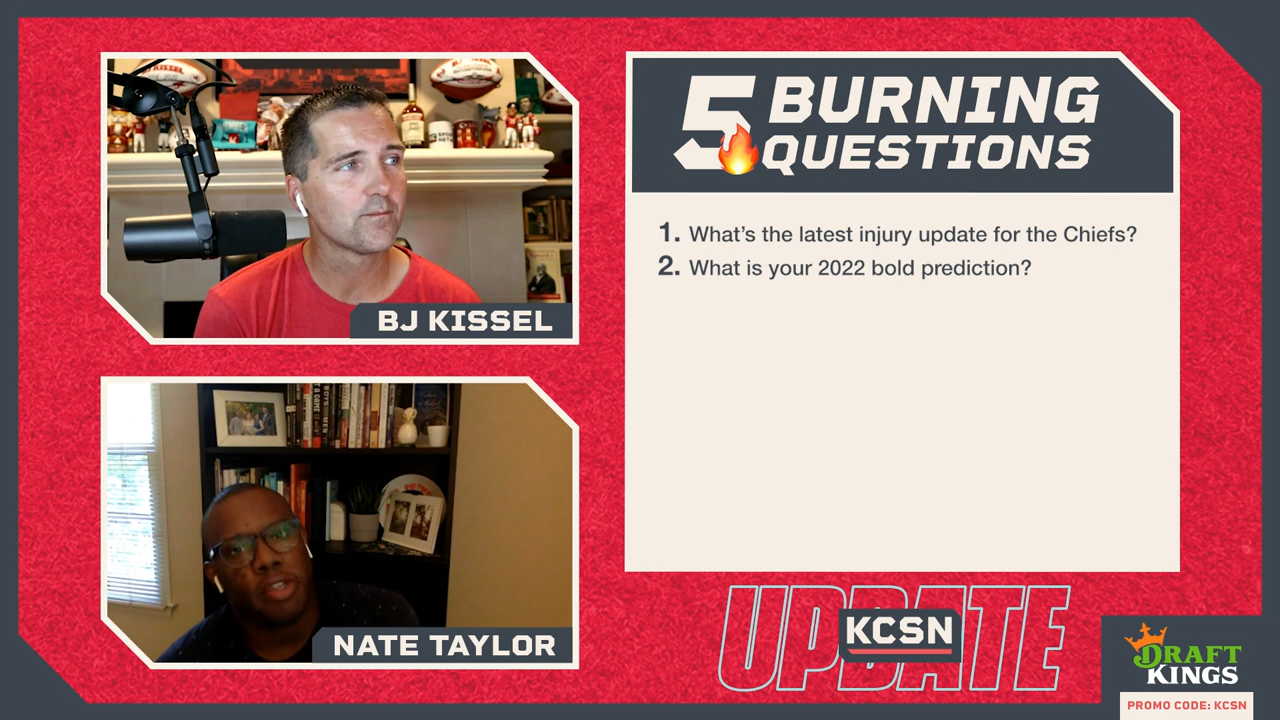 BJ KISSEL
NATE TAYLOR
5 BURNING
QUESTIONS
1. What's the latest injury update for the Chiefs?
2. What is your 2022 bold prediction?
UPDATE
KCSN
DRAFT
KINGS
PROMO CODE: KCSN